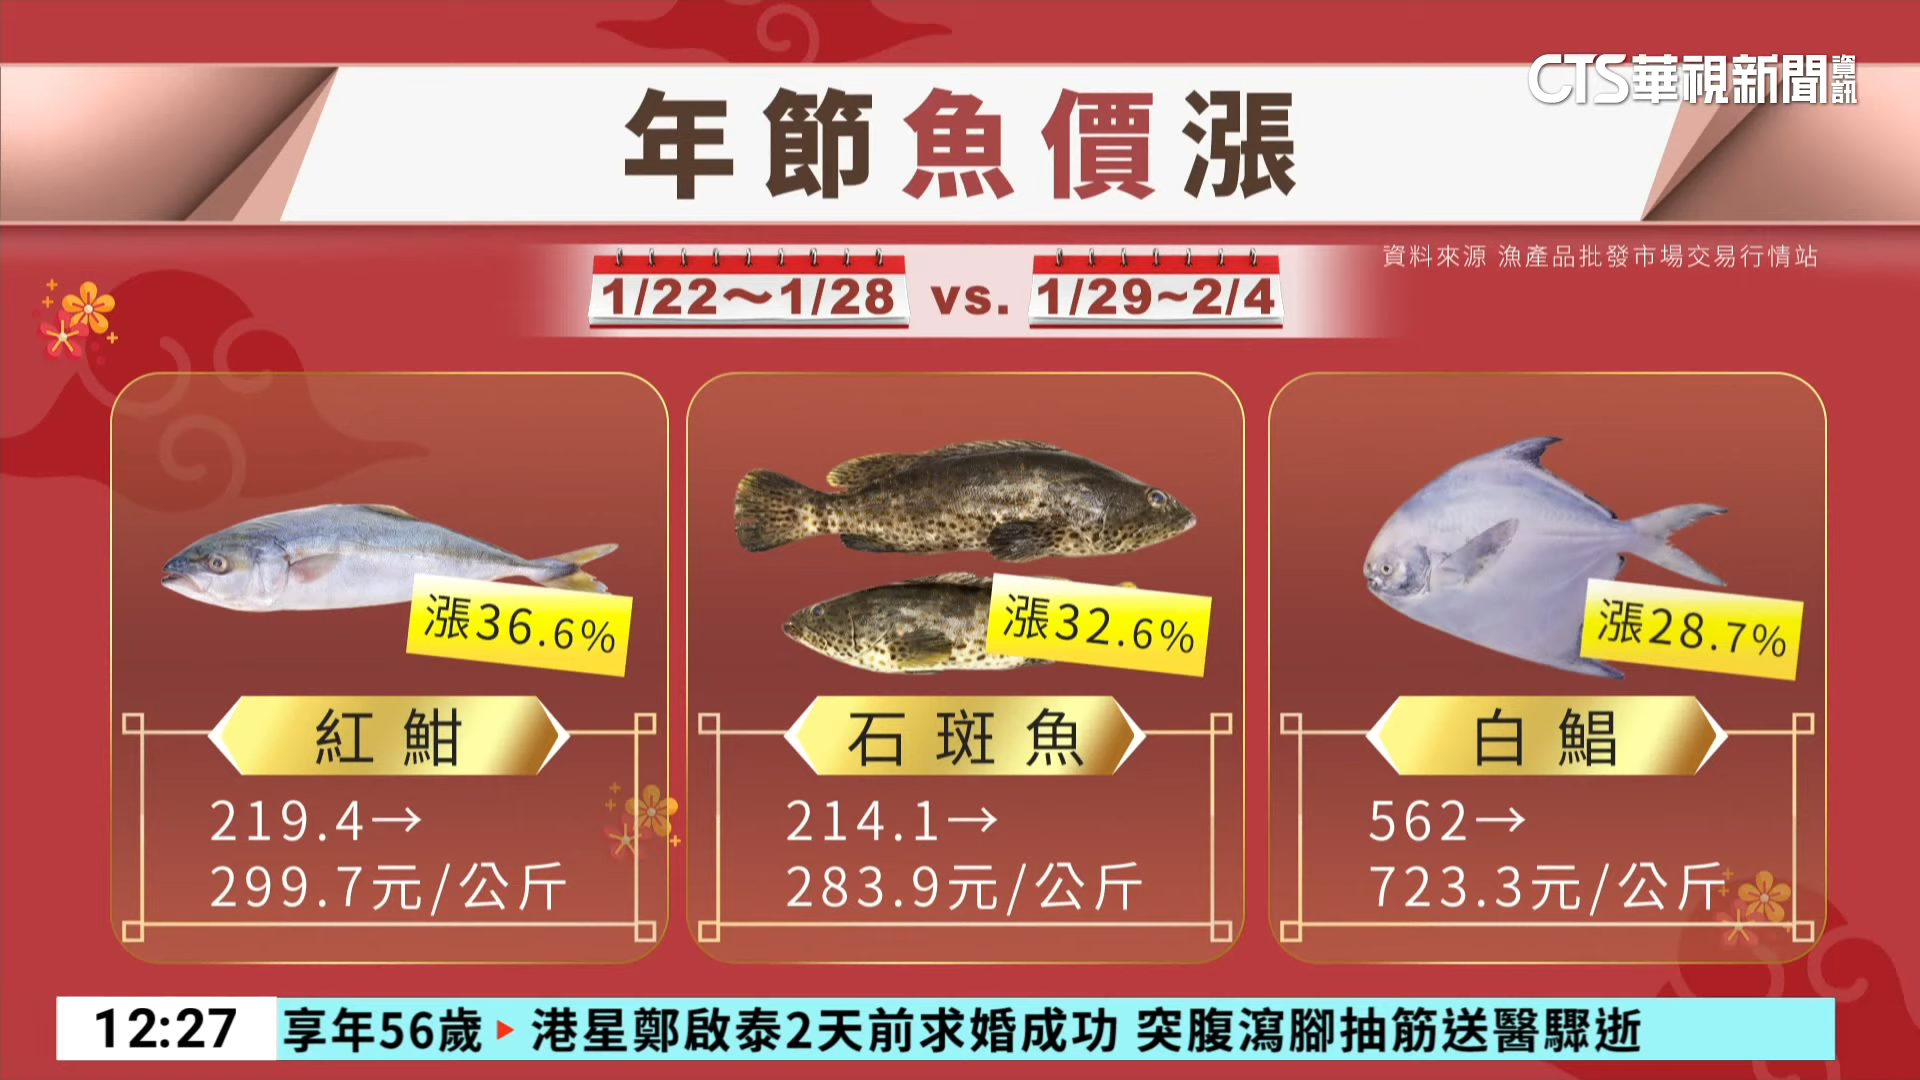 CTS華視新聞資訊
年節魚價漲
資料來源 漁產品批發市場交易行情站
1/22～1/28 vs. 1/29~2/4
漲36.6%
紅魽
219.4→
299.7元/公斤
漲32.6%
石斑魚
214.1→
283.9元/公斤
漲28.7%
白鯧
562→
723.3元/公斤
12:27 享年56歲▶港星鄭啟泰2天前求婚成功 突腹瀉腳抽筋送醫驟逝